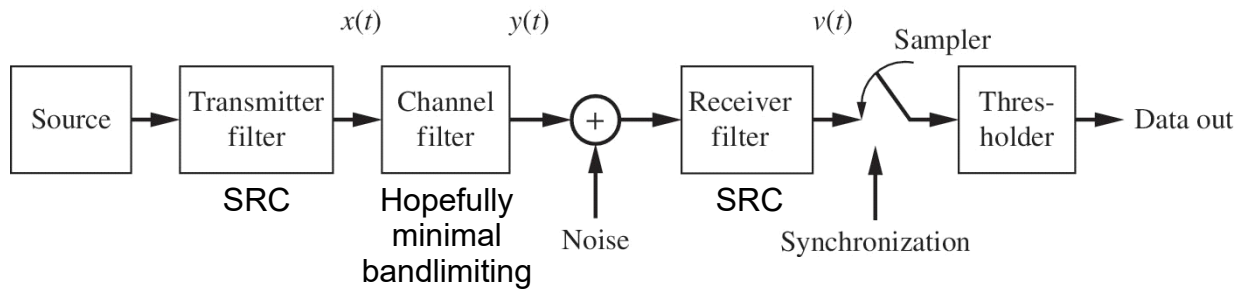 x(t)
y(t)
v(t)
Sampler
Source
Transmitter
filter
Channel
filter
+
Receiver
filter
Thres-
holder
Data out
SRC
Hopefully
minimal
bandlimiting
Noise
SRC
Synchronization